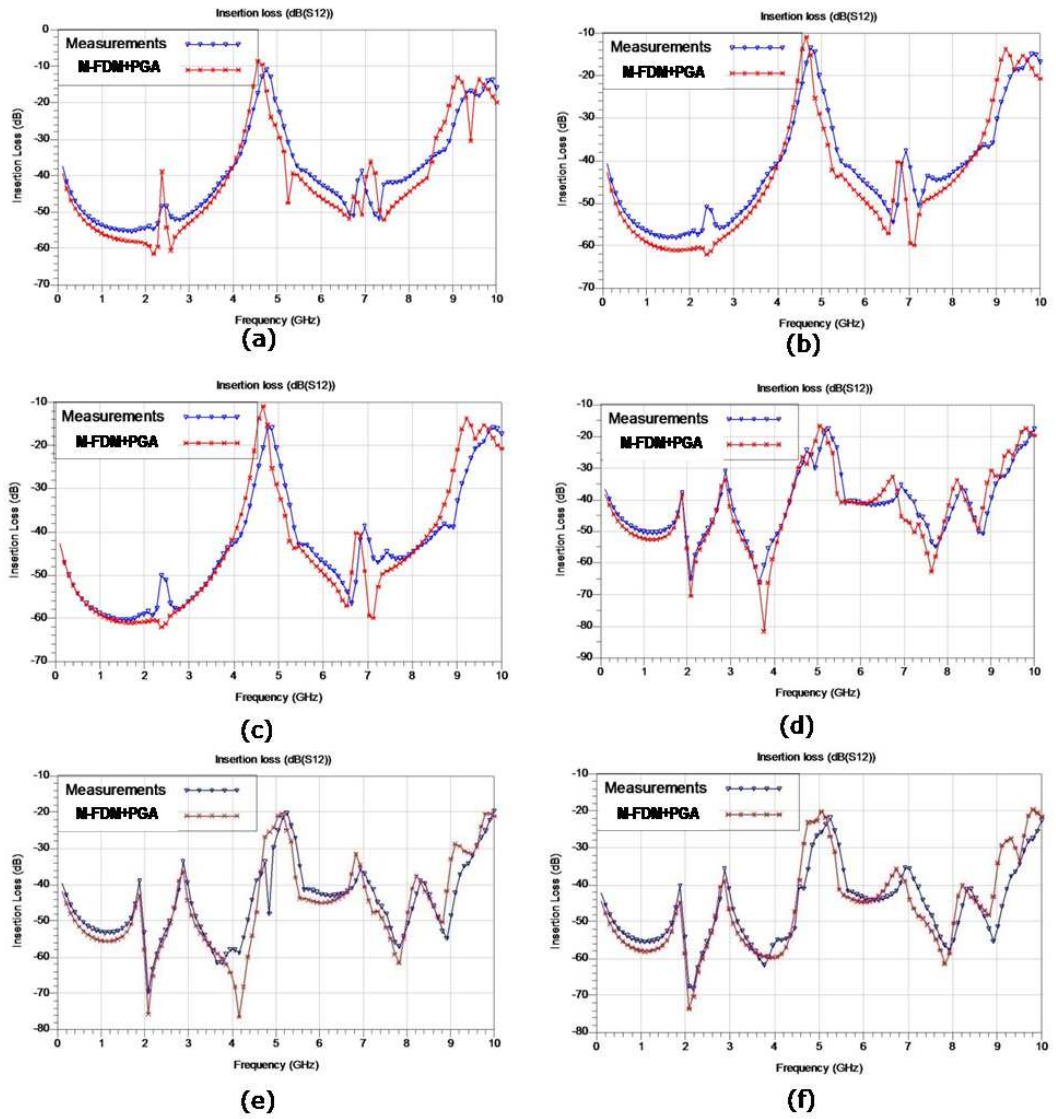 Insertion loss (dB(S12))
Measurements
M-FDM+PGA
Insertion Loss (dB)
0
-10
-20
-30
-40
-50
-60
-70
0 1 2 3 4 5 6 7 8 9 10
Frequency (GHz)
(a)
Insertion loss (dB(S12))
Measurements
M-FDM+PGA
Insertion Loss (dB)
-10
-20
-30
-40
-50
-60
-70
0 1 2 3 4 5 6 7 8 9 10
Frequency (GHz)
(b)
Insertion loss (dB(S12))
Measurements
M-FDM+PGA
Insertion Loss (dB)
-10
-20
-30
-40
-50
-60
-70
0 1 2 3 4 5 6 7 8 9 10
Frequency (GHz)
(c)
Insertion loss (dB(S12))
Measurements
M-FDM+PGA
Insertion Loss (dB)
-10
-20
-30
-40
-50
-60
-70
-80
-90
0 1 2 3 4 5 6 7 8 9 10
Frequency (GHz)
(d)
Insertion loss (dB(S12))
Measurements
M-FDM+PGA
Insertion Loss (dB)
-10
-20
-30
-40
-50
-60
-70
-80
0 1 2 3 4 5 6 7 8 9 10
Frequency (GHz)
(e)
Insertion loss (dB(S12))
Measurements
M-FDM+PGA
Insertion Loss (dB)
-10
-20
-30
-40
-50
-60
-70
-80
0 1 2 3 4 5 6 7 8 9 10
Frequency (GHz)
(f)